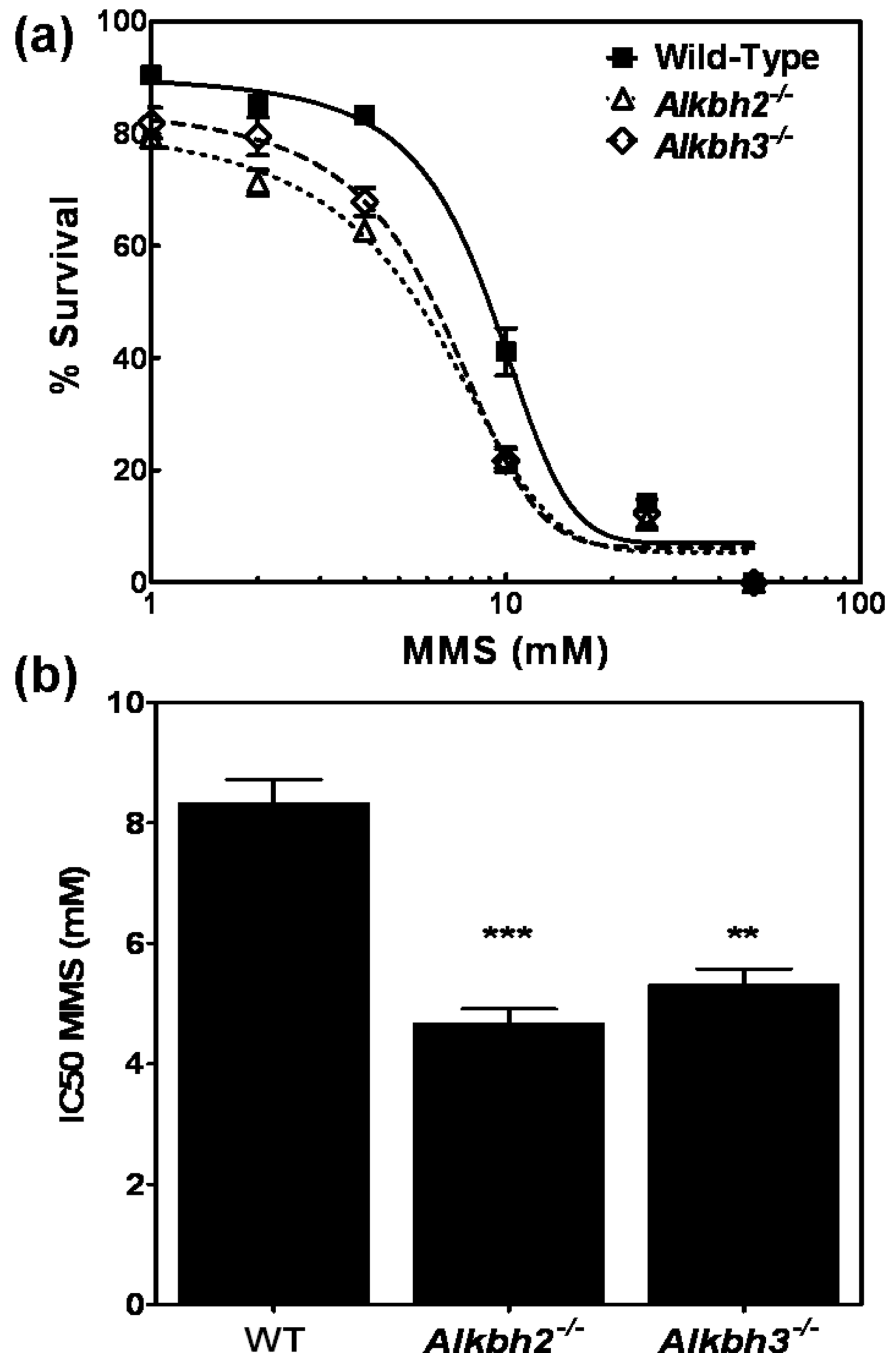 (a)
100
80
60
40
20
0
% Survival
Wild-Type
Alkbh2-/-
Alkbh3-/-
1
10
100
MMS (mM)
(b)
10
8
6
4
2
0
IC50 MMS (mM)
***
**
WT
Alkbh2-/-
Alkbh3-/-